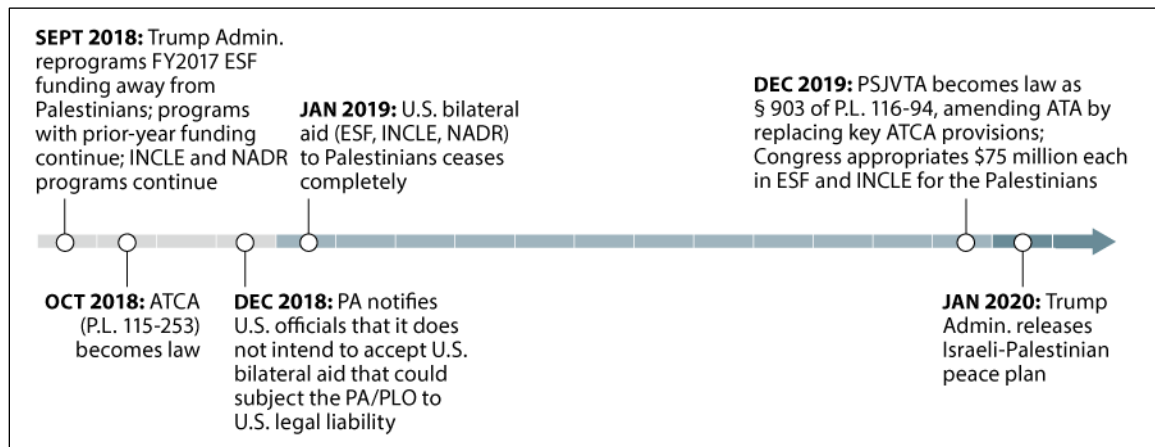 SEPT 2018: Trump Admin.
reprograms FY2017 ESF
funding away from
Palestinians; programs
with prior-year funding
continue; INCLE and NADR
programs continue
JAN 2019: U.S. bilateral
aid (ESF, INCLE, NADR)
to Palestinians ceases
completely
DEC 2019: PSJVTA becomes law as
§ 903 of P.L. 116-94, amending ATA by
replacing key ATCA provisions;
Congress appropriates $75 million each
in ESF and INCLE for the Palestinians
OCT 2018: ATCA
(P.L. 115-253)
becomes law
DEC 2018: PA notifies
U.S. officials that it does
not intend to accept U.S.
bilateral aid that could
subject the PA/PLO to
U.S. legal liability
JAN 2020: Trump
Admin. releases
Israeli-Palestinian
peace plan